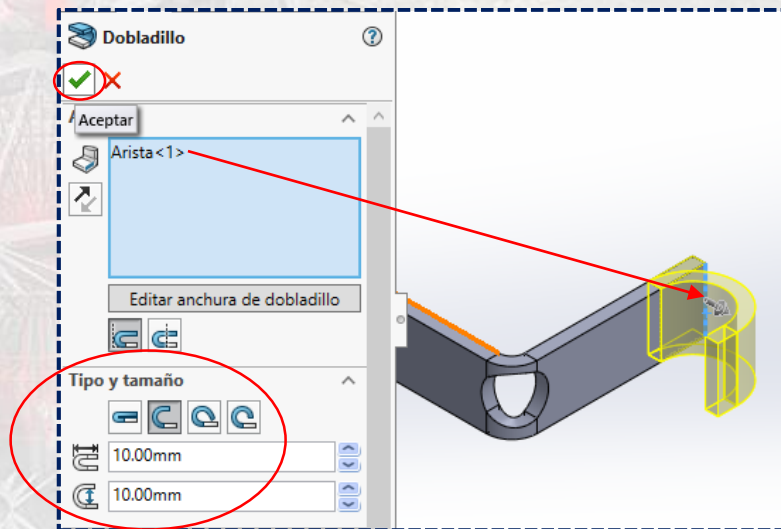 Dobladillo
A
Aceptar
Arista<1>
Editar anchura de dobladillo
Tipo y tamaño
10.00mm
10.00mm